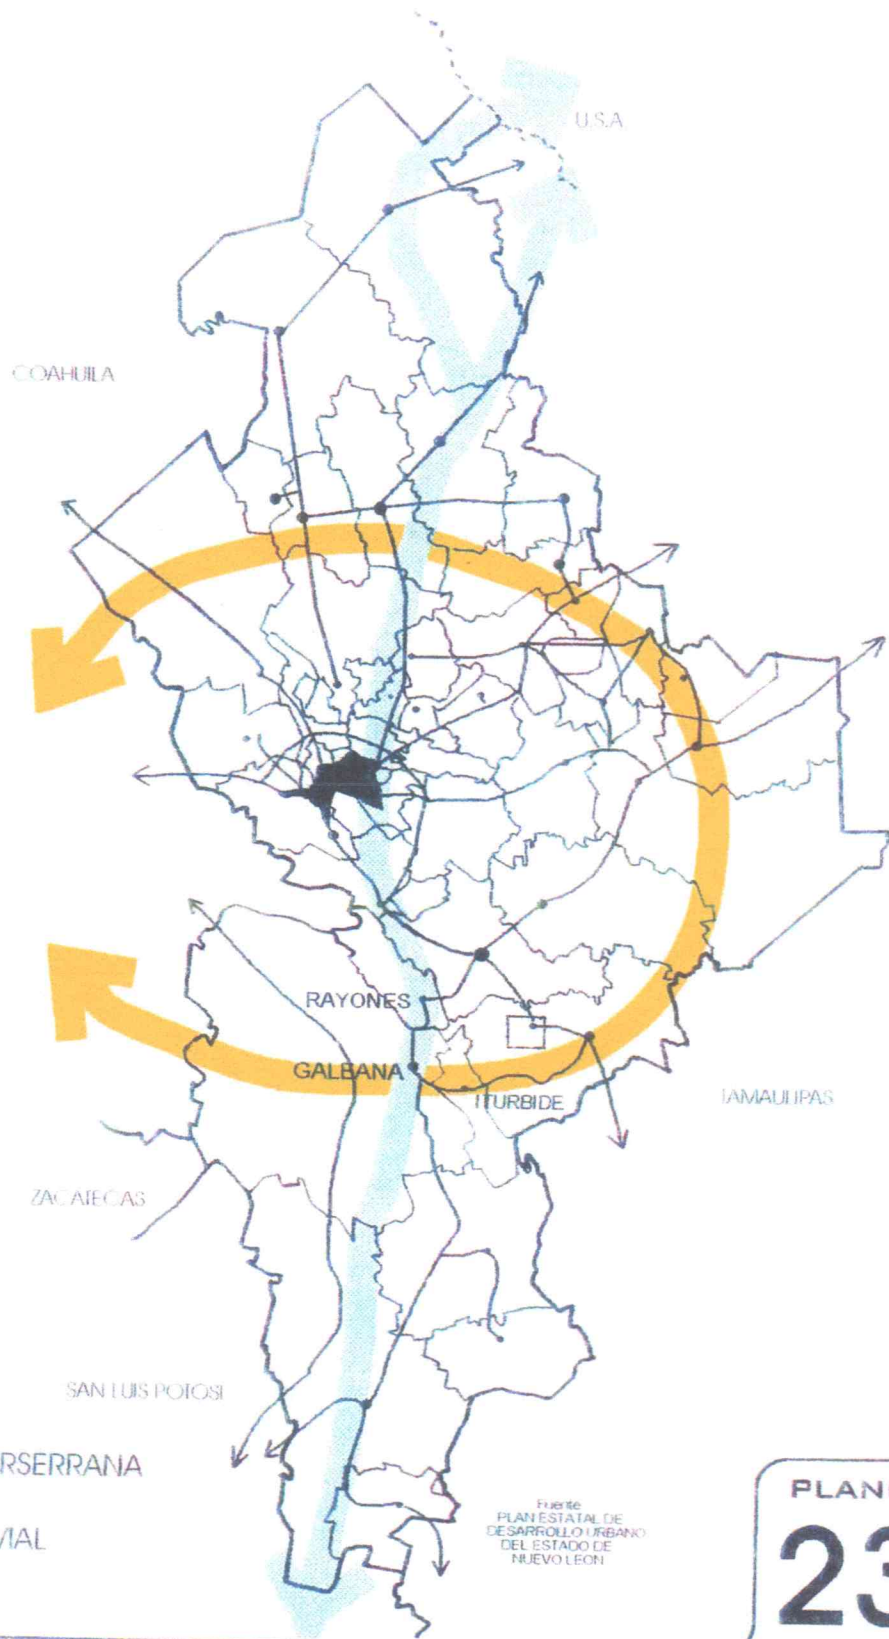 U.S.A
COAHUILA
RAYONES
GALEANA
ITURBIDE
TAMAULIPAS
ZACATECAS
SAN LUIS POTOSI
RSERRANA
VIAL
Fuente
PLAN ESTATAL DE
DESARROLLO URBANO
DEL ESTADO DE
NUEVO LEON
PLAN
23